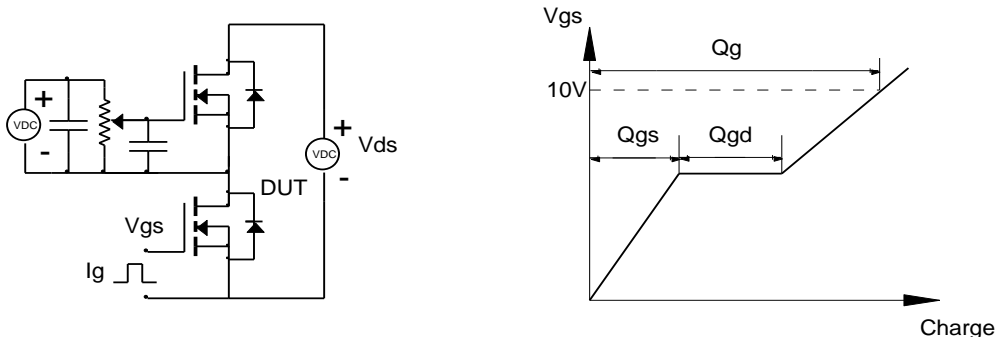 +
VDC
-
+
VDC
-
Vds
DUT
Vgs
Ig
Vgs
Qg
10V
Qgs
Qgd
Charge